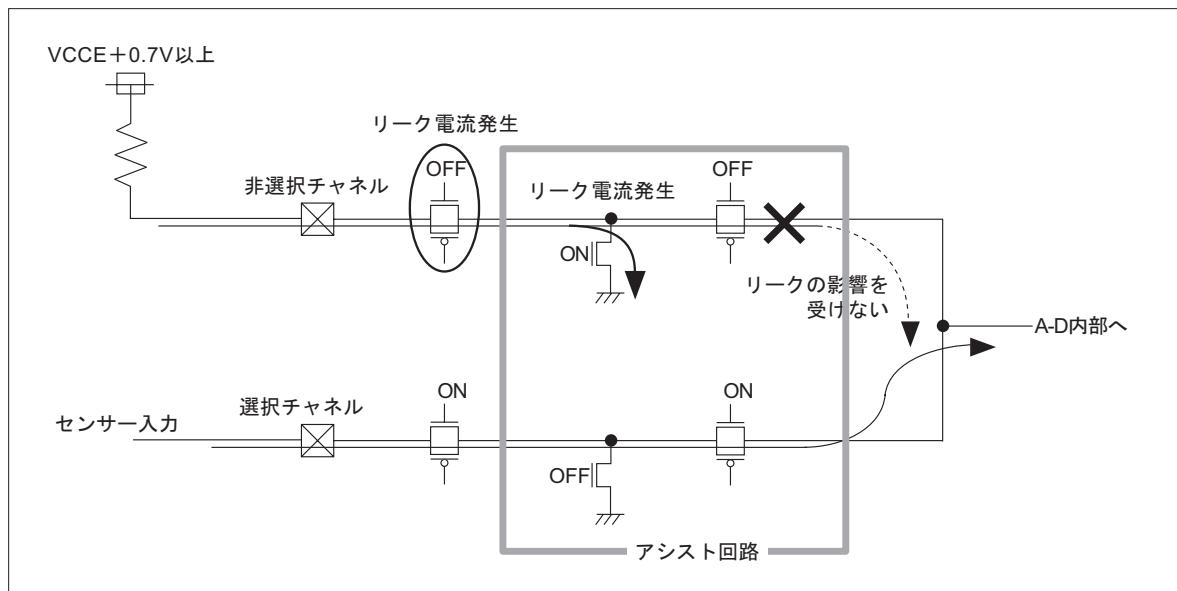 VCCE+0.7V以上
リーク電流発生
OFF
OFF
非選択チャネル
リーク電流発生
ON
リークの影響を
受けない
A-D内部へ
ON
ON
センサー入力
選択チャネル
OFF
アシスト回路